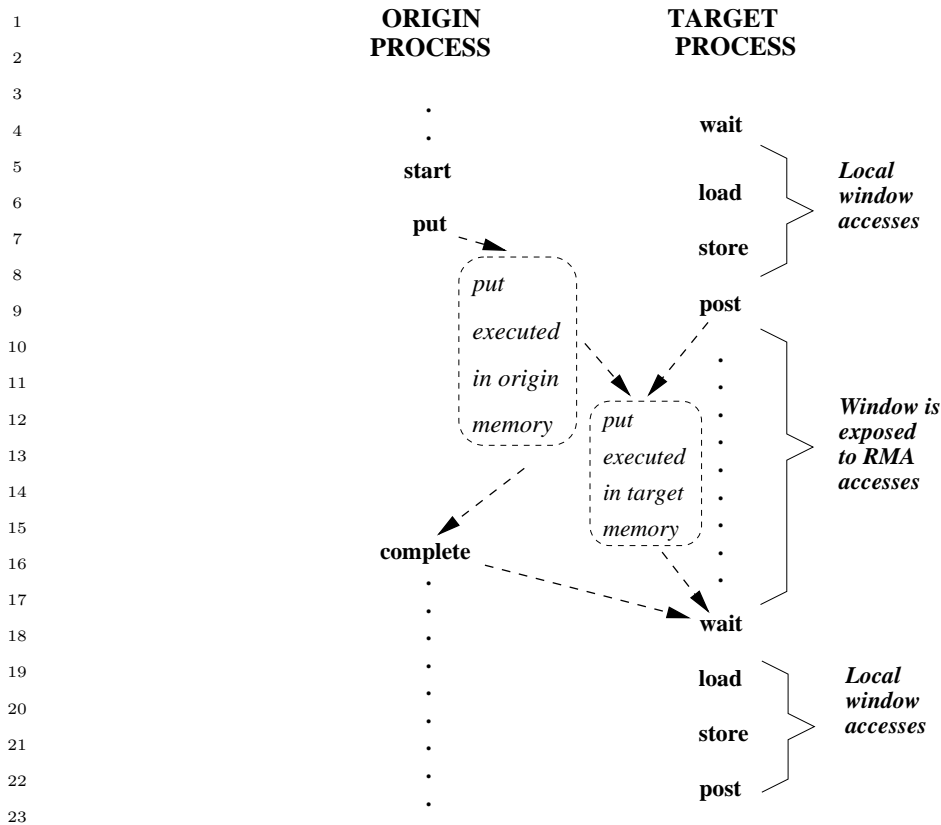 1
2
3
4
5
6
7
8
9
10
11
12
13
14
15
16
17
18
19
20
21
22
23
ORIGIN
PROCESS
TARGET
PROCESS
start
put
put
executed
in origin
memory
complete
wait
load
store
post
put
executed
in target
memory
wait
load
store
post
Local
window
accesses
Window is
exposed
to RMA
accesses
Local
window
accesses